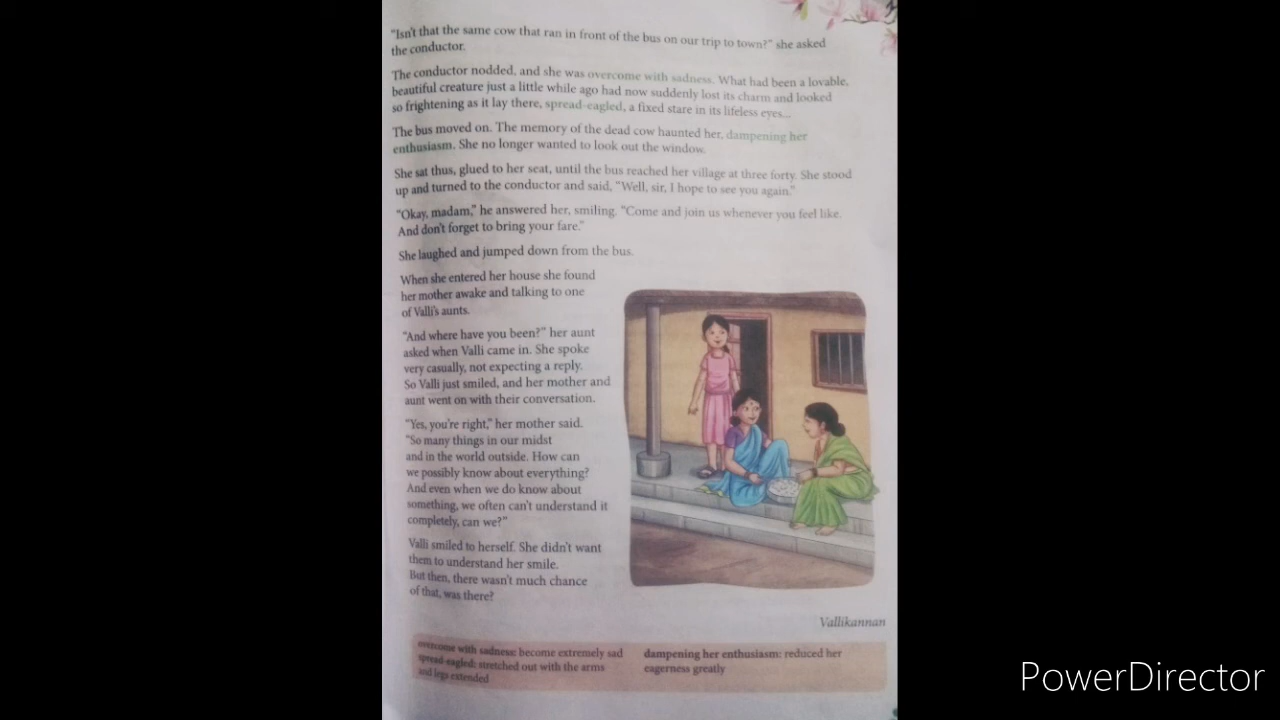 "Isn't that the same cow that ran in front of the bus on our trip to town?" she asked
the conductor.
The conductor nodded, and she was overcome with sadness. What had been a lovable,
beautiful creature just a little while ago had now suddenly lost its charm and looked
so frightening as it lay there, spread-eagled, a fixed stare in its lifeless eyes...
The bus moved on. The memory of the dead cow haunted her, dampening her
enthusiasm. She no longer wanted to look out the window.
She sat thus, glued to her seat, until the bus reached her village at three forty. She stood
up and turned to the conductor and said, "Well, sir, I hope to see you again."
"Okay, madam," he answered her, smiling. "Come and join us whenever you feel like.
And don't forget to bring your fare."
She laughed and jumped down from the bus.
When she entered her house she found
her mother awake and talking to one
of Valli's aunts.
"And where have you been?" her aunt
asked when Valli came in. She spoke
very casually, not expecting a reply.
So Valli just smiled, and her mother and
aunt went on with their conversation.
"Yes, you're right," her mother said.
"So many things in our midst
and in the world outside. How can
we possibly know about everything?
And even when we do know about
something, we often can't understand it
completely, can we?"
Valli smiled to herself. She didn't want
them to understand her smile.
But then, there wasn't much chance
of that, was there?
Vallikannan
overcome with sadness: become extremely sad
spread-eagled: stretched out with the arms
and legs extended
dampening her enthusiasm: reduced her
eagerness greatly
PowerDirector